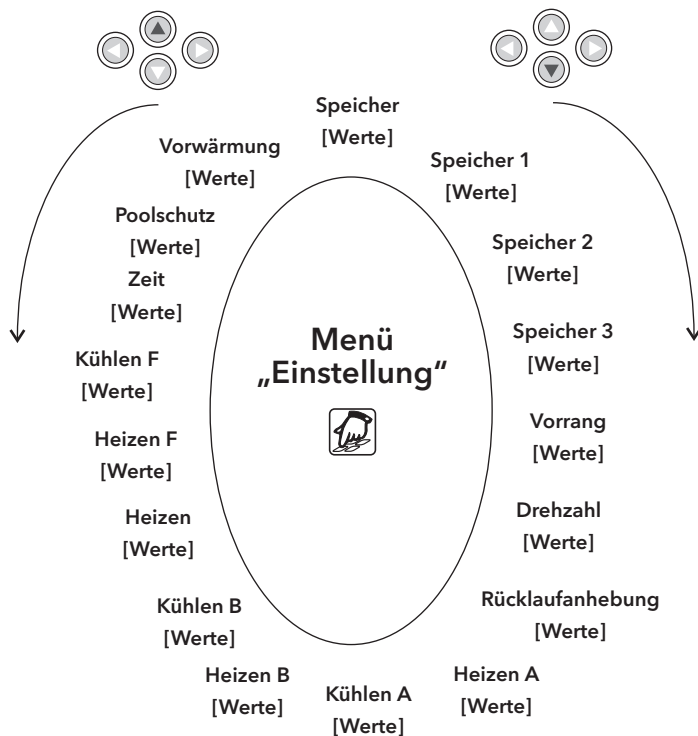 Speicher
[Werte]
Speicher 1
[Werte]
Speicher 2
[Werte]
Speicher 3
[Werte]
Vorrang
[Werte]
Drehzahl
[Werte]
Rücklaufanhebung
[Werte]
Heizen A
[Werte]
Kühlen A
[Werte]
Heizen B
[Werte]
Kühlen B
[Werte]
Heizen
[Werte]
Heizen F
[Werte]
Kühlen F
[Werte]
Zeit
[Werte]
Poolschutz
[Werte]
Vorwärmung
[Werte]
Menü
„Einstellung“